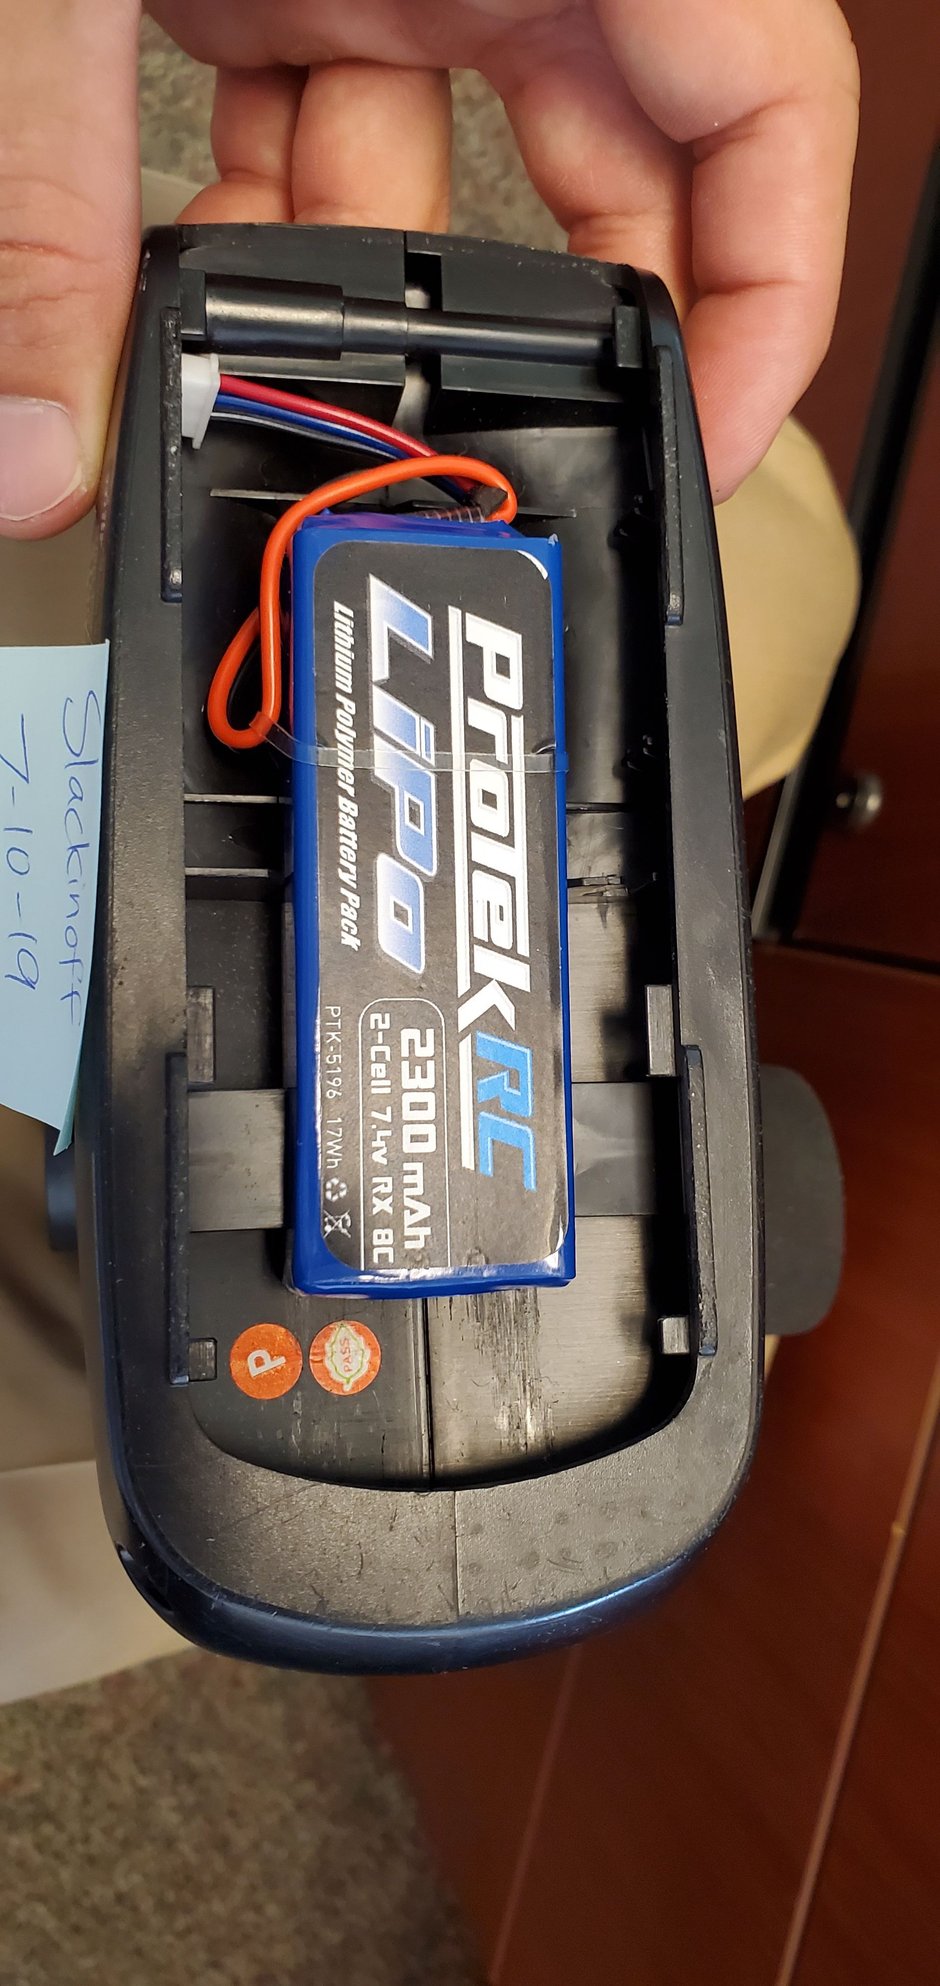 Slackinoff
7-10-19
ProTek RC
LiPo
Lithium Polymer Battery Pack
2300 mAh
2-Cell 7.4v RX 8C
PTK-5196 17Wh
P
PASS